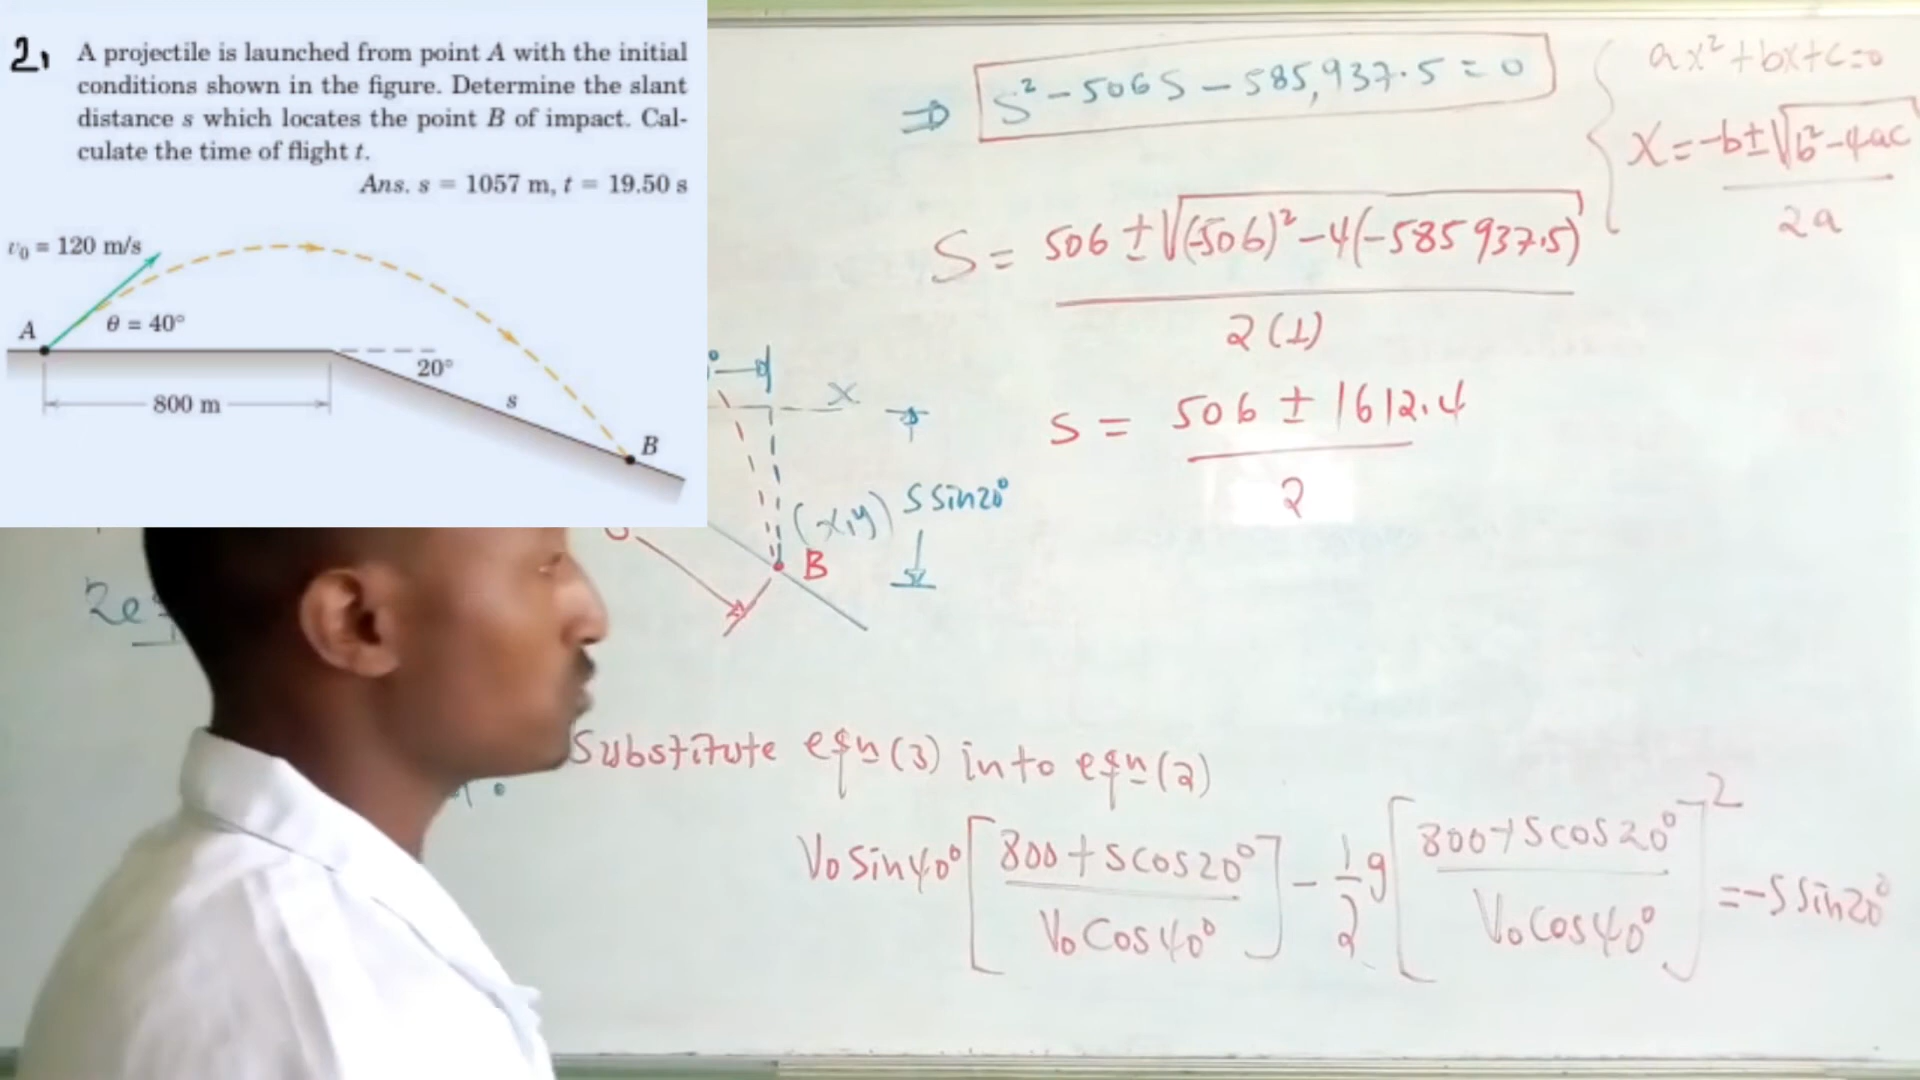 2, A projectile is launched from point A with the initial
conditions shown in the figure. Determine the slant
distance s which locates the point B of impact. Cal-
culate the time of flight t.
Ans. s = 1057 m, t = 19.50 s
v₀ = 120 m/s
A
θ = 40°
20°
800 m
s
B
⇒ S² - 506S - 585,937.5 = 0
ax² + bx + c = 0
X = -b ± √b² - 4ac
2a
S = 506 ± √(-506)² - 4(-585937.5)
2(1)
S = 506 ± 1612.4
2
x
(x,y) S sin20°
B
Substitute eqn(3) into eqn(2)
V₀ sin40° [800 + S cos20° / V₀ Cos40°] - 1/2 g [800 + S cos20° / V₀ cos40°]² = -S sin20°